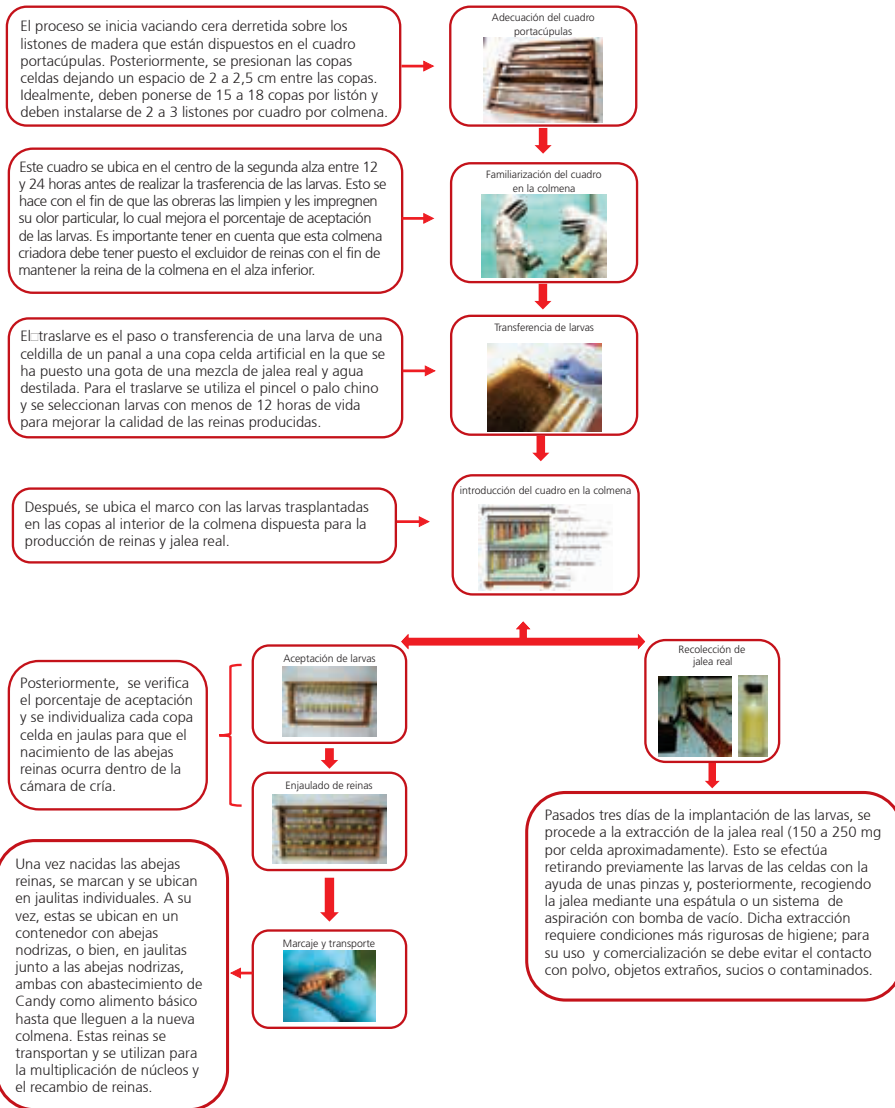 El proceso se inicia vaciando cera derretida sobre los
listones de madera que están dispuestos en el cuadro
portacúpulas. Posteriormente, se presionan las copas
celdas dejando un espacio de 2 a 2,5 cm entre las copas.
Idealmente, deben ponerse de 15 a 18 copas por listón y
deben instalarse de 2 a 3 listones por cuadro por colmena.
Adecuación del cuadro
portacúpulas
Este cuadro se ubica en el centro de la segunda alza entre 12
y 24 horas antes de realizar la trasferencia de las larvas. Esto se
hace con el fin de que las obreras las limpien y les impregnen
su olor particular, lo cual mejora el porcentaje de aceptación
de las larvas. Es importante tener en cuenta que esta colmena
criadora debe tener puesto el excluidor de reinas con el fin de
mantener la reina de la colmena en el alza inferior.
Familiarización del cuadro
en la colmena
El□traslarve es el paso o transferencia de una larva de una
celdilla de un panal a una copa celda artificial en la que se
ha puesto una gota de una mezcla de jalea real y agua
destilada. Para el traslarve se utiliza el pincel o palo chino
y se seleccionan larvas con menos de 12 horas de vida
para mejorar la calidad de las reinas producidas.
Transferencia de larvas
Después, se ubica el marco con las larvas trasplantadas
en las copas al interior de la colmena dispuesta para la
producción de reinas y jalea real.
introducción del cuadro en la colmena
Posteriormente, se verifica
el porcentaje de aceptación
y se individualiza cada copa
celda en jaulas para que el
nacimiento de las abejas
reinas ocurra dentro de la
cámara de cría.
Aceptación de larvas
Enjaulado de reinas
Una vez nacidas las abejas
reinas, se marcan y se ubican
en jaulitas individuales. A su
vez, estas se ubican en un
contenedor con abejas
nodrizas, o bien, en jaulitas
junto a las abejas nodrizas,
ambas con abastecimiento de
Candy como alimento básico
hasta que lleguen a la nueva
colmena. Estas reinas se
transportan y se utilizan para
la multiplicación de núcleos y
el recambio de reinas.
Marcaje y transporte
Recolección de
jalea real
Pasados tres días de la implantación de las larvas, se
procede a la extracción de la jalea real (150 a 250 mg
por celda aproximadamente). Esto se efectúa
retirando previamente las larvas de las celdas con la
ayuda de unas pinzas y, posteriormente, recogiendo
la jalea mediante una espátula o un sistema de
aspiración con bomba de vacío. Dicha extracción
requiere condiciones más rigurosas de higiene; para
su uso y comercialización se debe evitar el contacto
con polvo, objetos extraños, sucios o contaminados.